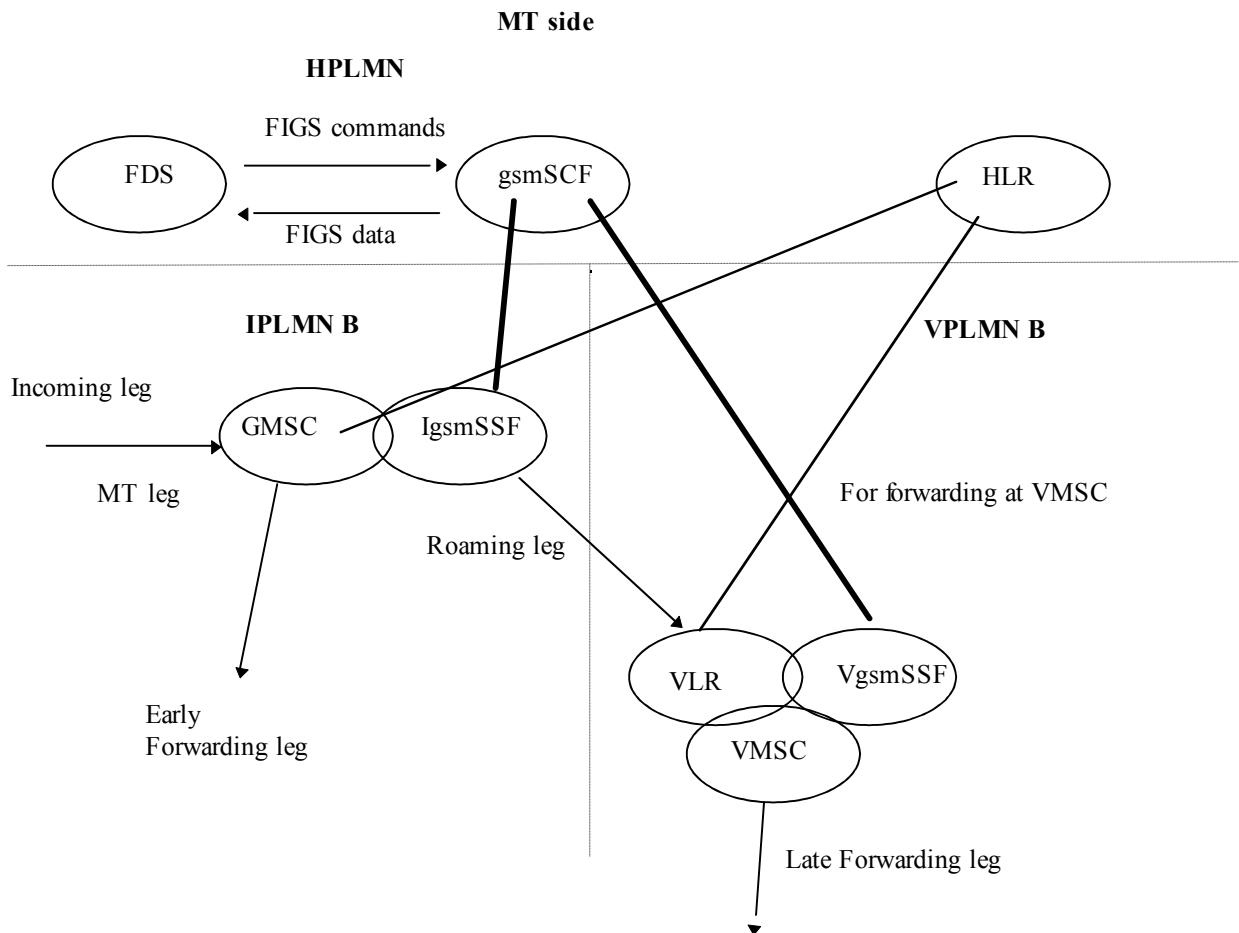 MT side
HPLMN
FIGS commands
FDS
gsmSCF
HLR
FIGS data
IPLMN B
VPLMN B
Incoming leg
GMSC
IgsmSSF
MT leg
For forwarding at VMSC
Roaming leg
VLR
VgsmSSF
Early
Forwarding leg
VMSC
Late Forwarding leg